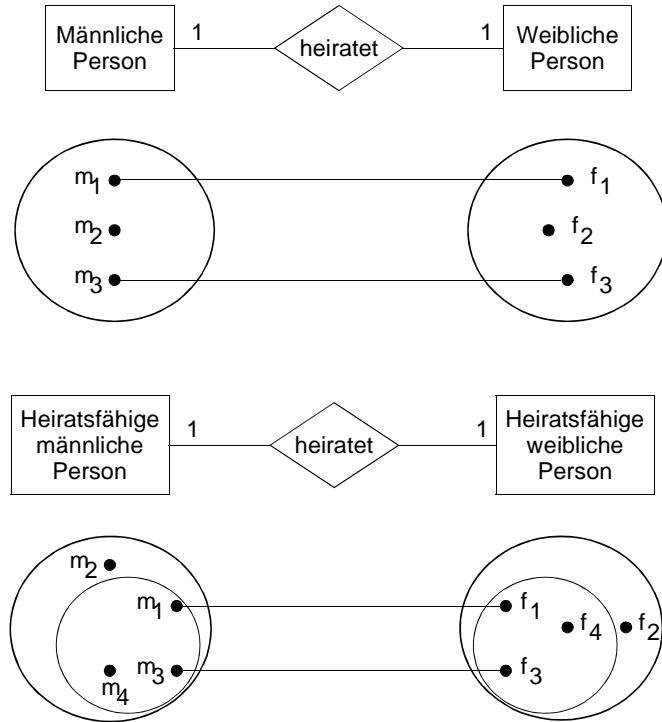 Männliche
Person
1
heiratet
1
Weibliche
Person
m1
f1
m2
f2
m3
f3
Heiratsfähige
männliche
Person
1
heiratet
1
Heiratsfähige
weibliche
Person
m2
m1
f1
f4
f2
m4
m3
f3